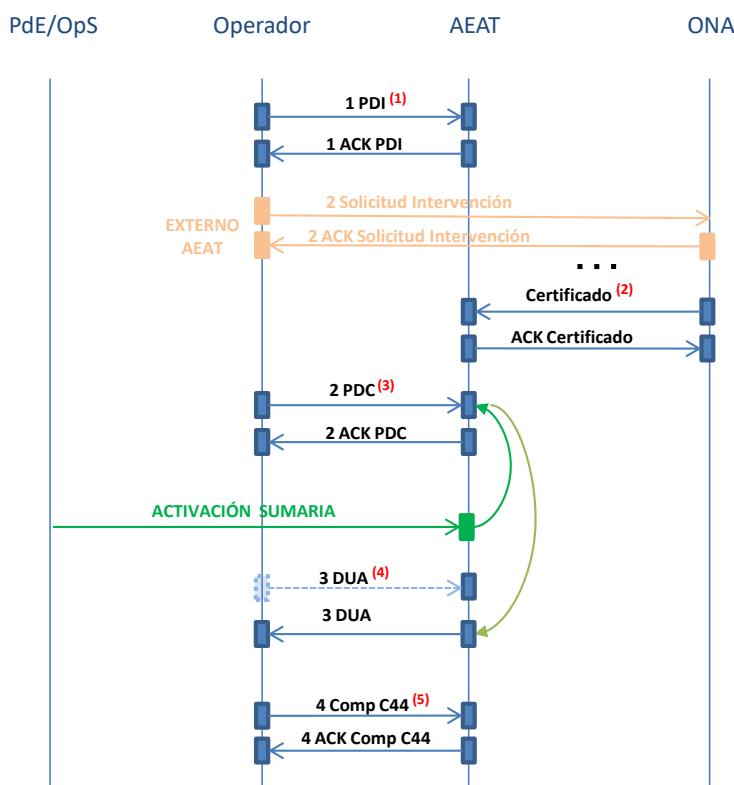 PdE/OpS Operador AEAT ONA
1 PDI (1)
1 ACK PDI
2 Solicitud Intervención
EXTERNO
AEAT
2 ACK Solicitud Intervención
...
Certificado (2)
ACK Certificado
2 PDC (3)
2 ACK PDC
ACTIVACIÓN SUMARIA
3 DUA (4)
3 DUA
4 Comp C44 (5)
4 ACK Comp C44